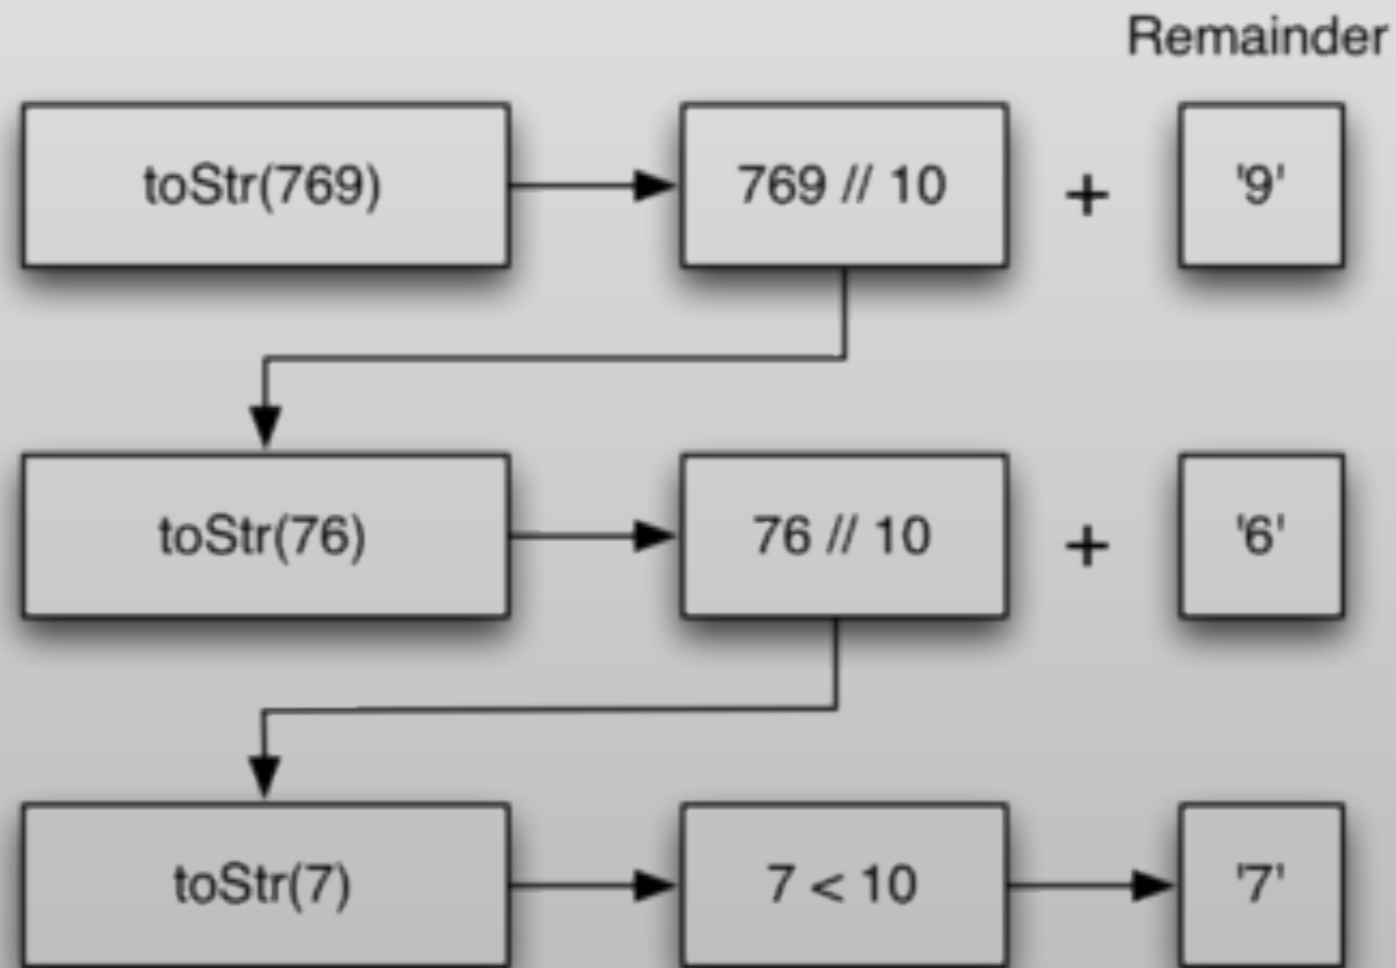 Remainder
toStr(769) 769 // 10 + '9'
toStr(76) 76 // 10 + '6'
toStr(7) 7 < 10 '7'